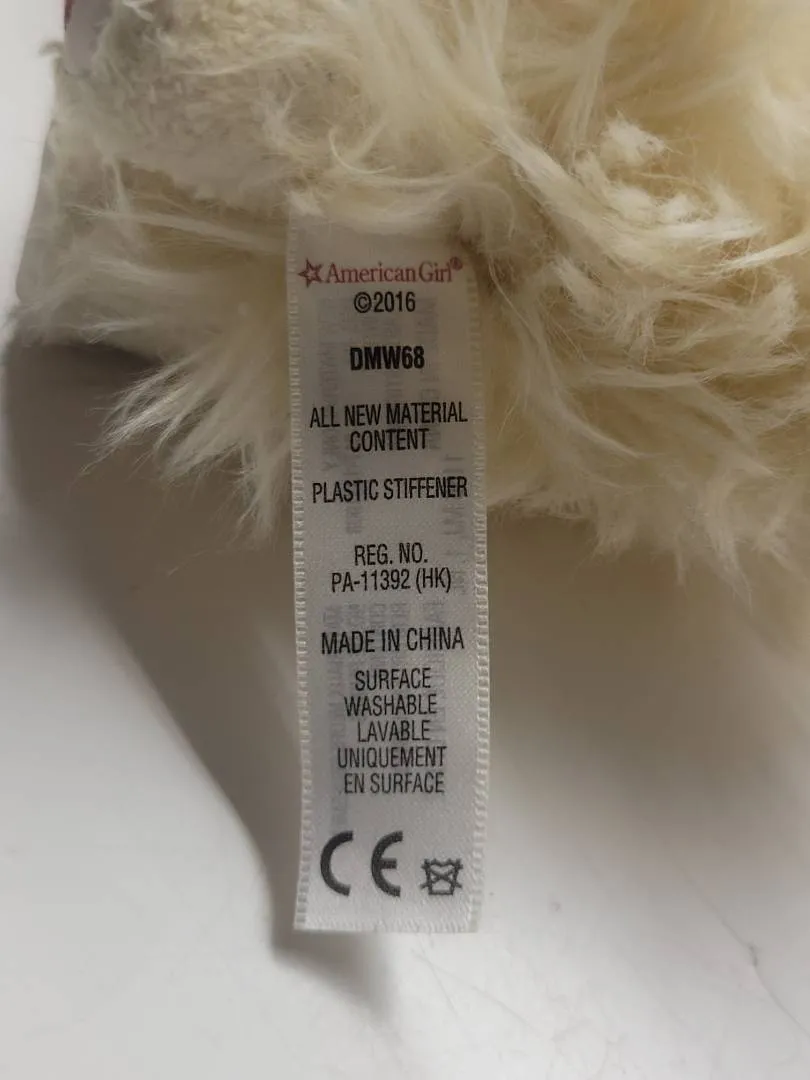 American Girl®
©2016
DMW68
ALL NEW MATERIAL
CONTENT
PLASTIC STIFFENER
REG. NO.
PA-11392 (HK)
MADE IN CHINA
SURFACE
WASHABLE
LAVABLE
UNIQUEMENT
EN SURFACE
CE